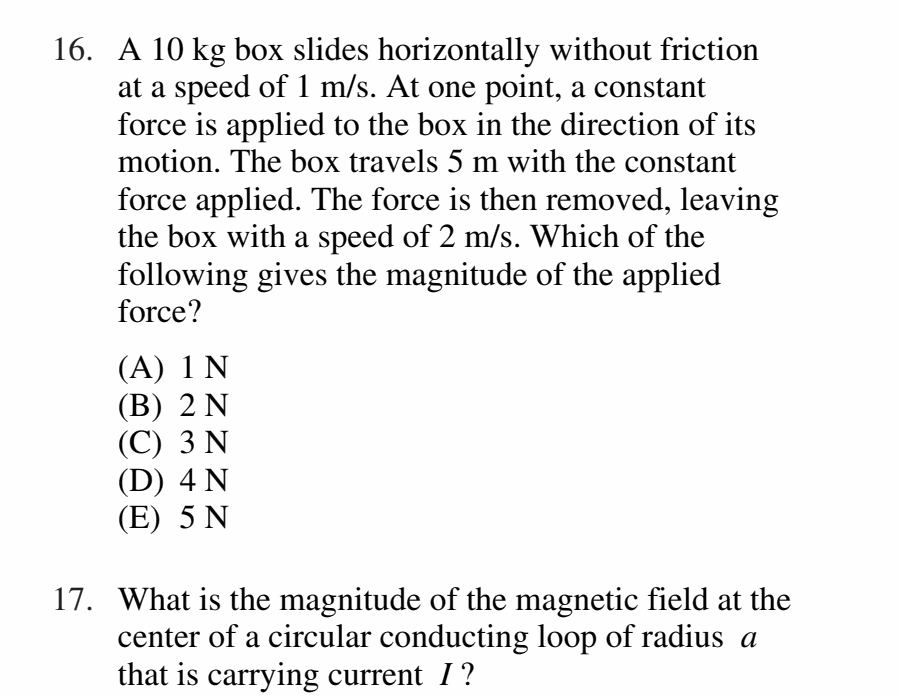 16. A 10 kg box slides horizontally without friction
at a speed of 1 m/s. At one point, a constant
force is applied to the box in the direction of its
motion. The box travels 5 m with the constant
force applied. The force is then removed, leaving
the box with a speed of 2 m/s. Which of the
following gives the magnitude of the applied
force?
(A) 1 N
(B) 2 N
(C) 3 N
(D) 4 N
(E) 5 N
17. What is the magnitude of the magnetic field at the
center of a circular conducting loop of radius a
that is carrying current I ?